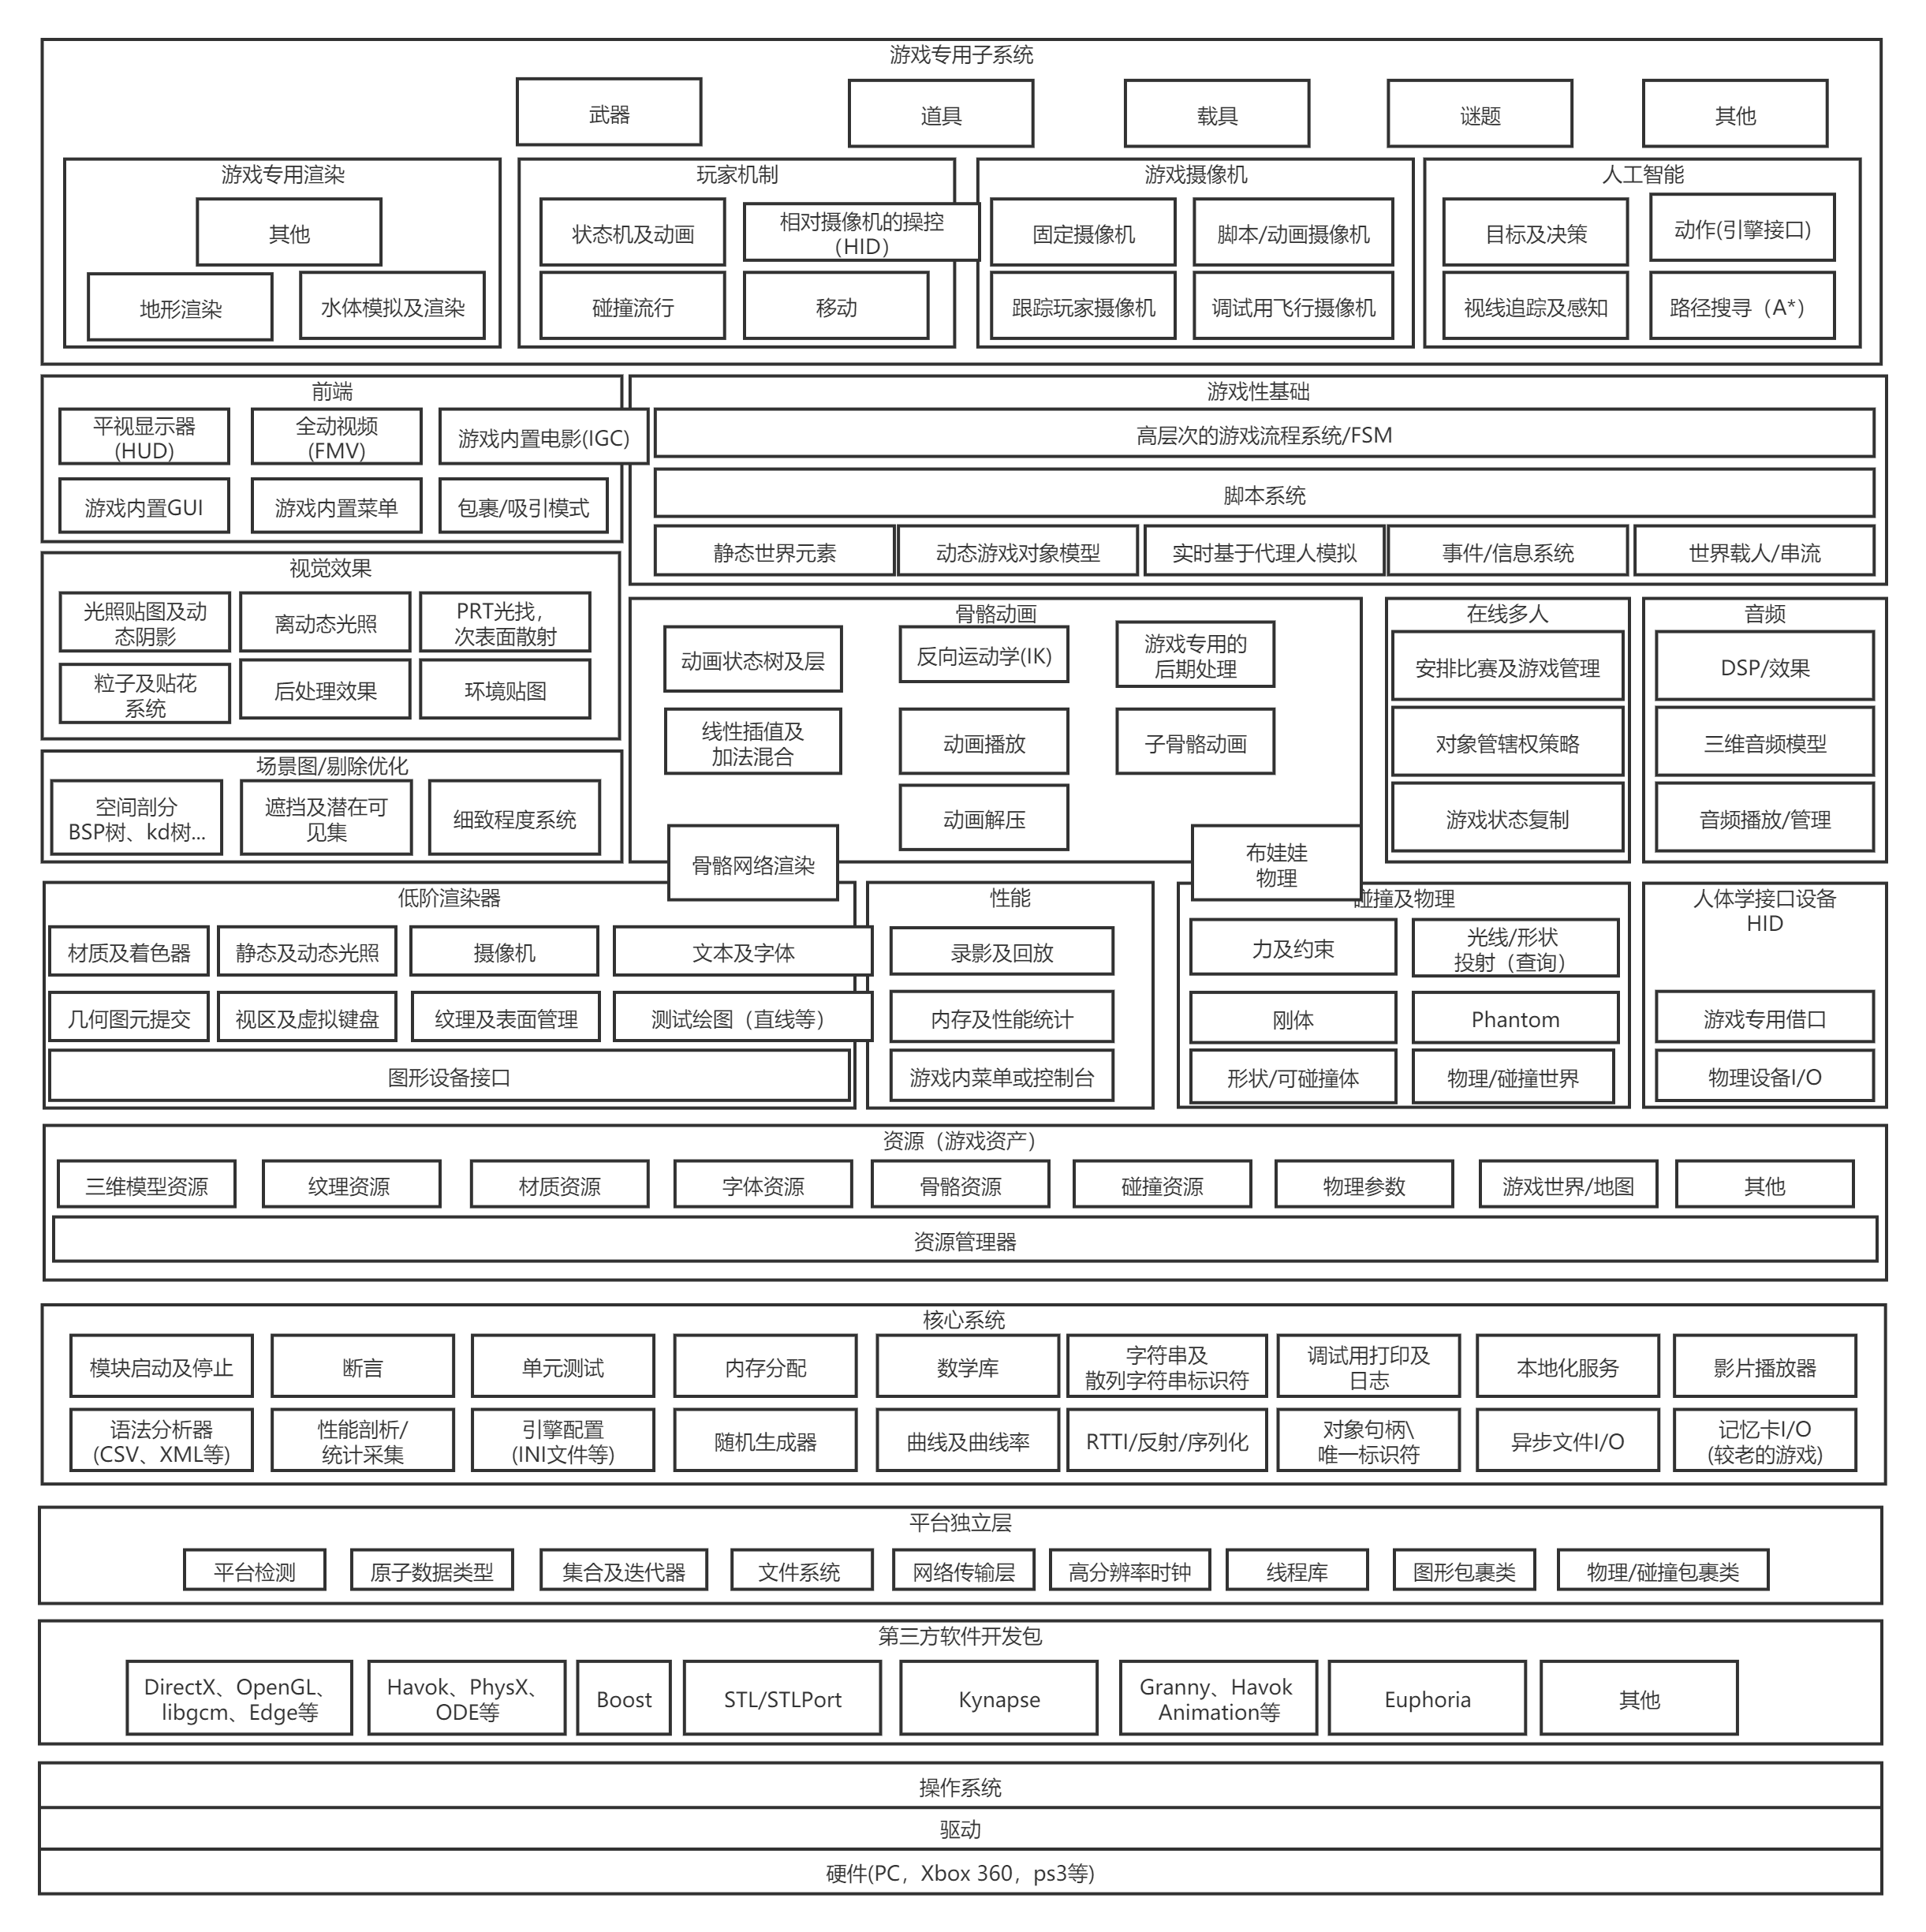 游戏专用子系统
武器
道具
载具
谜题
其他
游戏专用渲染
其他
地形渲染
水体模拟及渲染
玩家机制
状态机及动画
相对摄像机的操控
（HID）
碰撞流行
移动
游戏摄像机
固定摄像机
脚本/动画摄像机
跟踪玩家摄像机
调试用飞行摄像机
人工智能
目标及决策
动作(引擎接口)
视线追踪及感知
路径搜寻（A*）
前端
平视显示器
(HUD)
全动视频
(FMV)
游戏内置电影(IGC)
游戏内置GUI
游戏内置菜单
包裹/吸引模式
游戏性基础
高层次的游戏流程系统/FSM
脚本系统
静态世界元素
动态游戏对象模型
实时基于代理人模拟
事件/信息系统
世界载人/串流
视觉效果
光照贴图及动
态阴影
离动态光照
PRT光找，
次表面散射
粒子及贴花
系统
后处理效果
环境贴图
场景图/剔除优化
空间剖分
BSP树、kd树...
遮挡及潜在可
见集
细致程度系统
骨骼动画
动画状态树及层
反向运动学(IK)
游戏专用的
后期处理
线性插值及
加法混合
动画播放
子骨骼动画
动画解压
骨骼网络渲染
布娃娃
物理
在线多人
安排比赛及游戏管理
对象管辖权策略
游戏状态复制
音频
DSP/效果
三维音频模型
音频播放/管理
低阶渲染器
材质及着色器
静态及动态光照
摄像机
文本及字体
几何图元提交
视区及虚拟键盘
纹理及表面管理
测试绘图（直线等）
图形设备接口
性能
录影及回放
内存及性能统计
游戏内菜单或控制台
碰撞及物理
力及约束
光线/形状
投射（查询）
刚体
Phantom
形状/可碰撞体
物理/碰撞世界
人体学接口设备
HID
游戏专用借口
物理设备I/O
资源（游戏资产）
三维模型资源
纹理资源
材质资源
字体资源
骨骼资源
碰撞资源
物理参数
游戏世界/地图
其他
资源管理器
核心系统
模块启动及停止
断言
单元测试
内存分配
数学库
字符串及
散列字符串标识符
调试用打印及
日志
本地化服务
影片播放器
语法分析器
(CSV、XML等)
性能剖析/
统计采集
引擎配置
(INI文件等)
随机生成器
曲线及曲线率
RTTI/反射/序列化
对象句柄\
唯一标识符
异步文件I/O
记忆卡I/O
(较老的游戏)
平台独立层
平台检测
原子数据类型
集合及迭代器
文件系统
网络传输层
高分辨率时钟
线程库
图形包裹类
物理/碰撞包裹类
第三方软件开发包
DirectX、OpenGL、
libgcm、Edge等
Havok、PhysX、
ODE等
Boost
STL/STLPort
Kynapse
Granny、Havok
Animation等
Euphoria
其他
操作系统
驱动
硬件(PC，Xbox 360，ps3等)